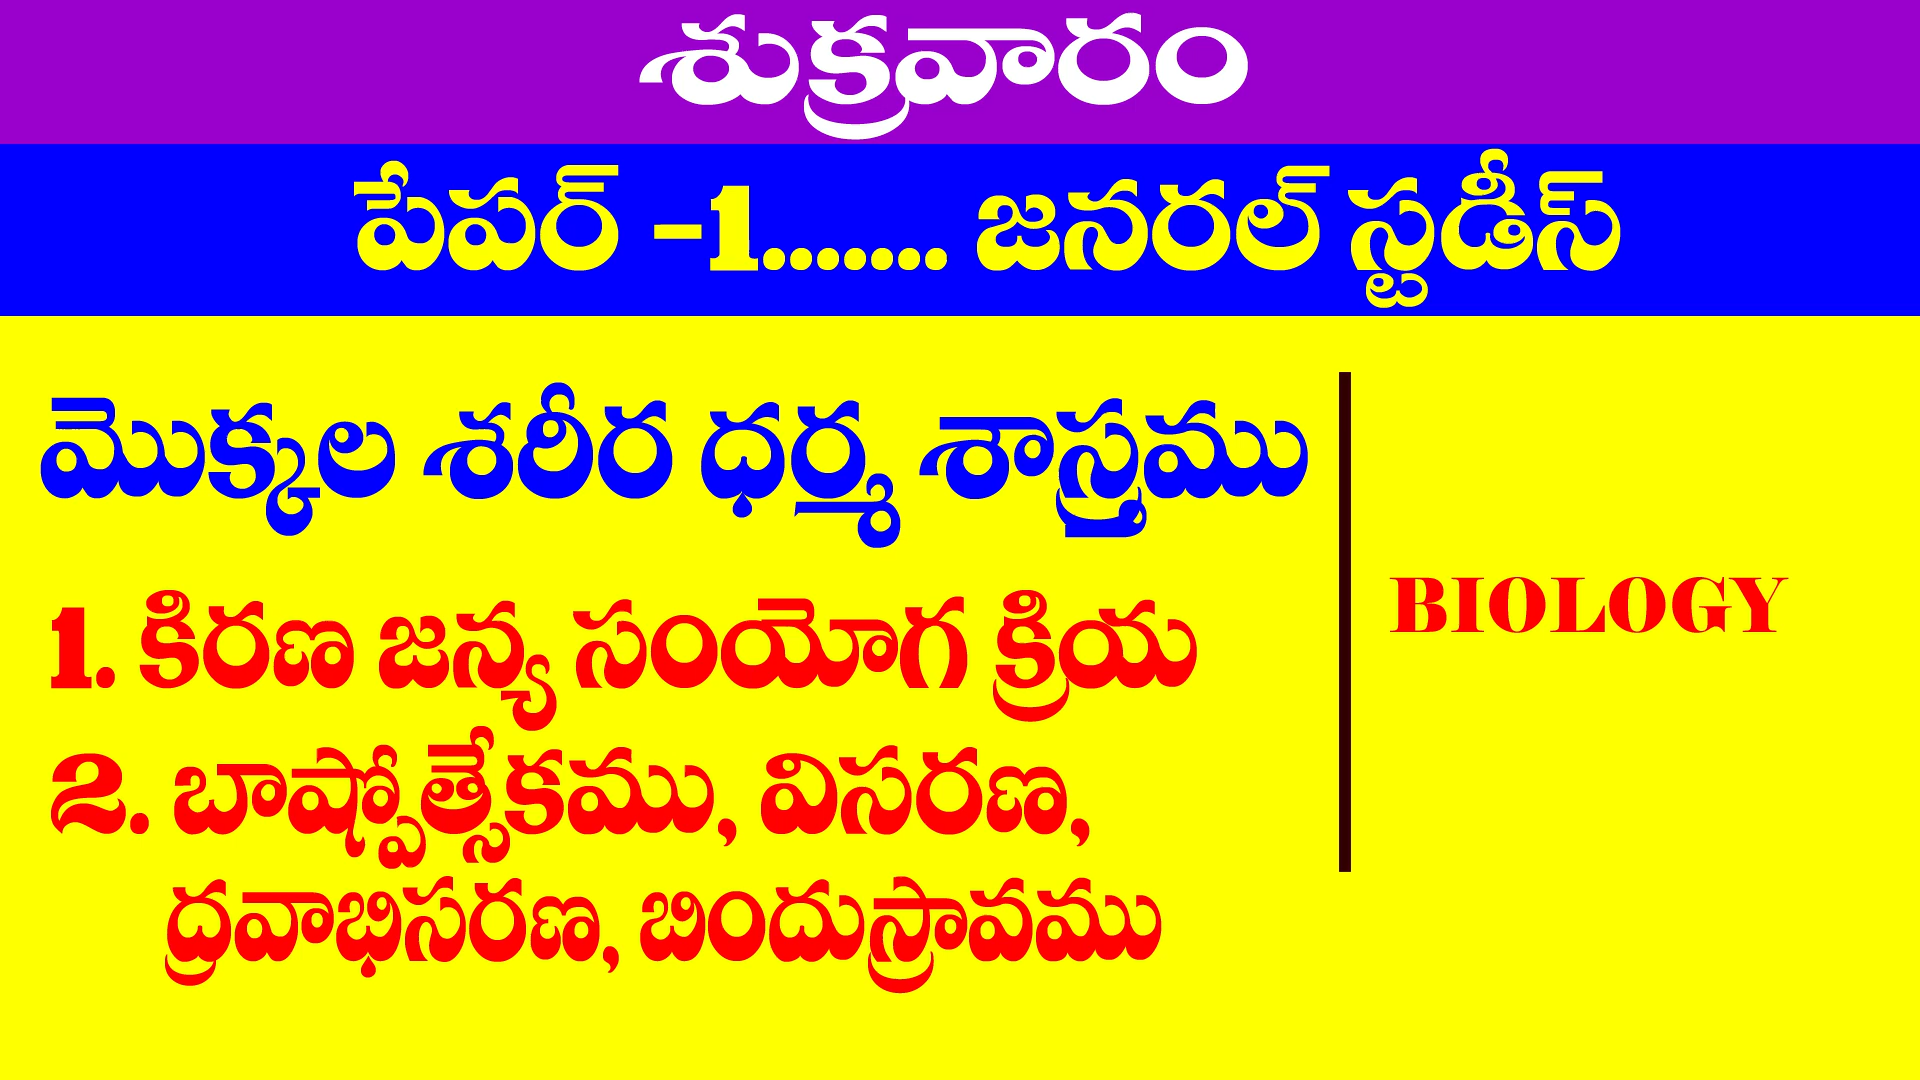 శుక్రవారం
పేపర్ -1....... జనరల్ స్టడీస్
మొక్కల శరీర ధర్మ శాస్త్రము
1. కిరణ జన్య సంయోగ క్రియ
2. బాష్పోత్సేకము, విసరణ,
ద్రవాభిసరణ, బిందుస్రావము
BIOLOGY